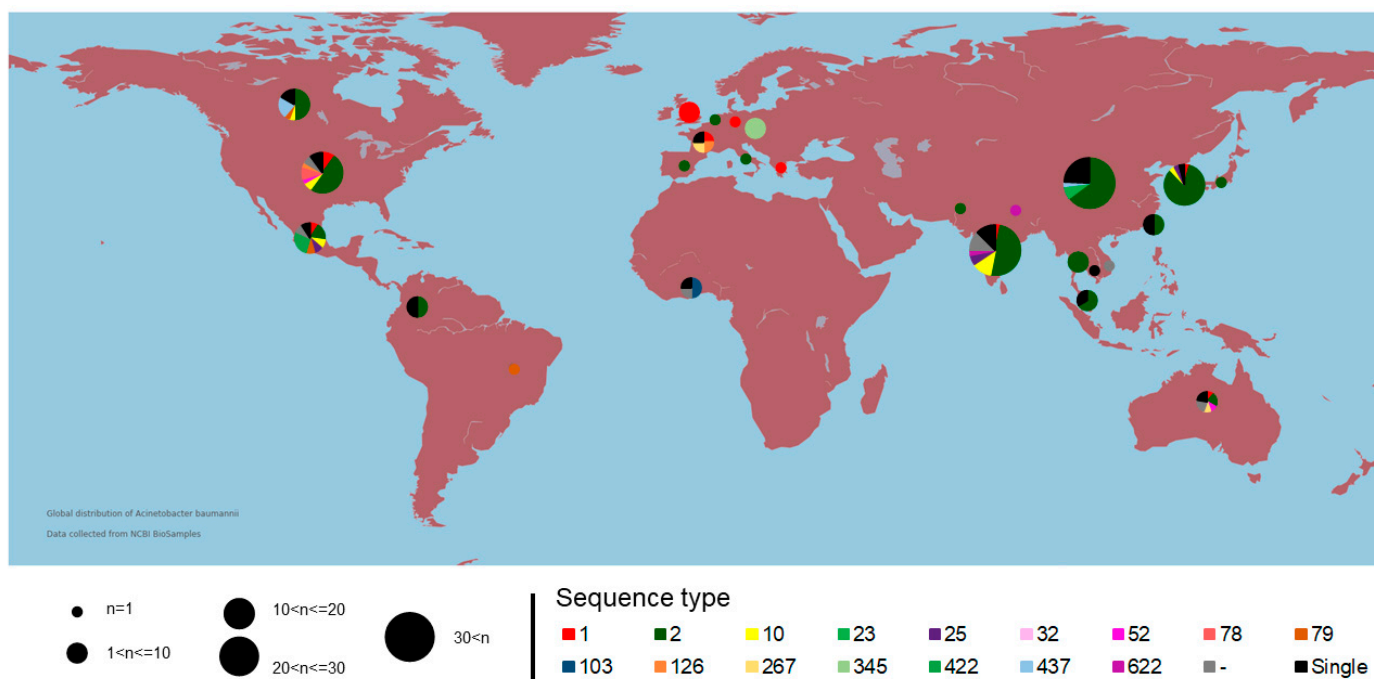 Global distribution of Acinetobacter baumannii
Data collected from NCBI BioSamples
n=1
10<n<=20
30<n
1<n<=10
20<n<=30
Sequence type
1 2 10 23 25 32 52 78 79
103 126 267 345 422 437 622 - Single